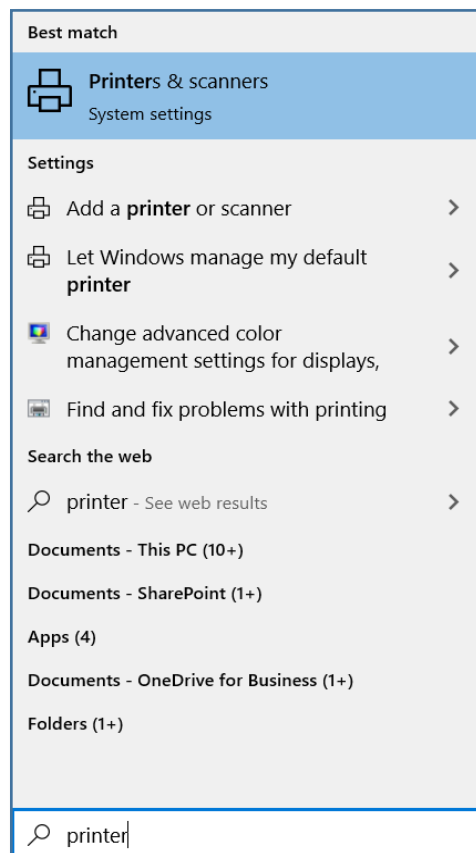 Best match
Printers & scanners
System settings
Settings
Add a printer or scanner
Let Windows manage my default
printer
Change advanced color
management settings for displays,
Find and fix problems with printing
Search the web
printer - See web results
Documents - This PC (10+)
Documents - SharePoint (1+)
Apps (4)
Documents - OneDrive for Business (1+)
Folders (1+)
printer